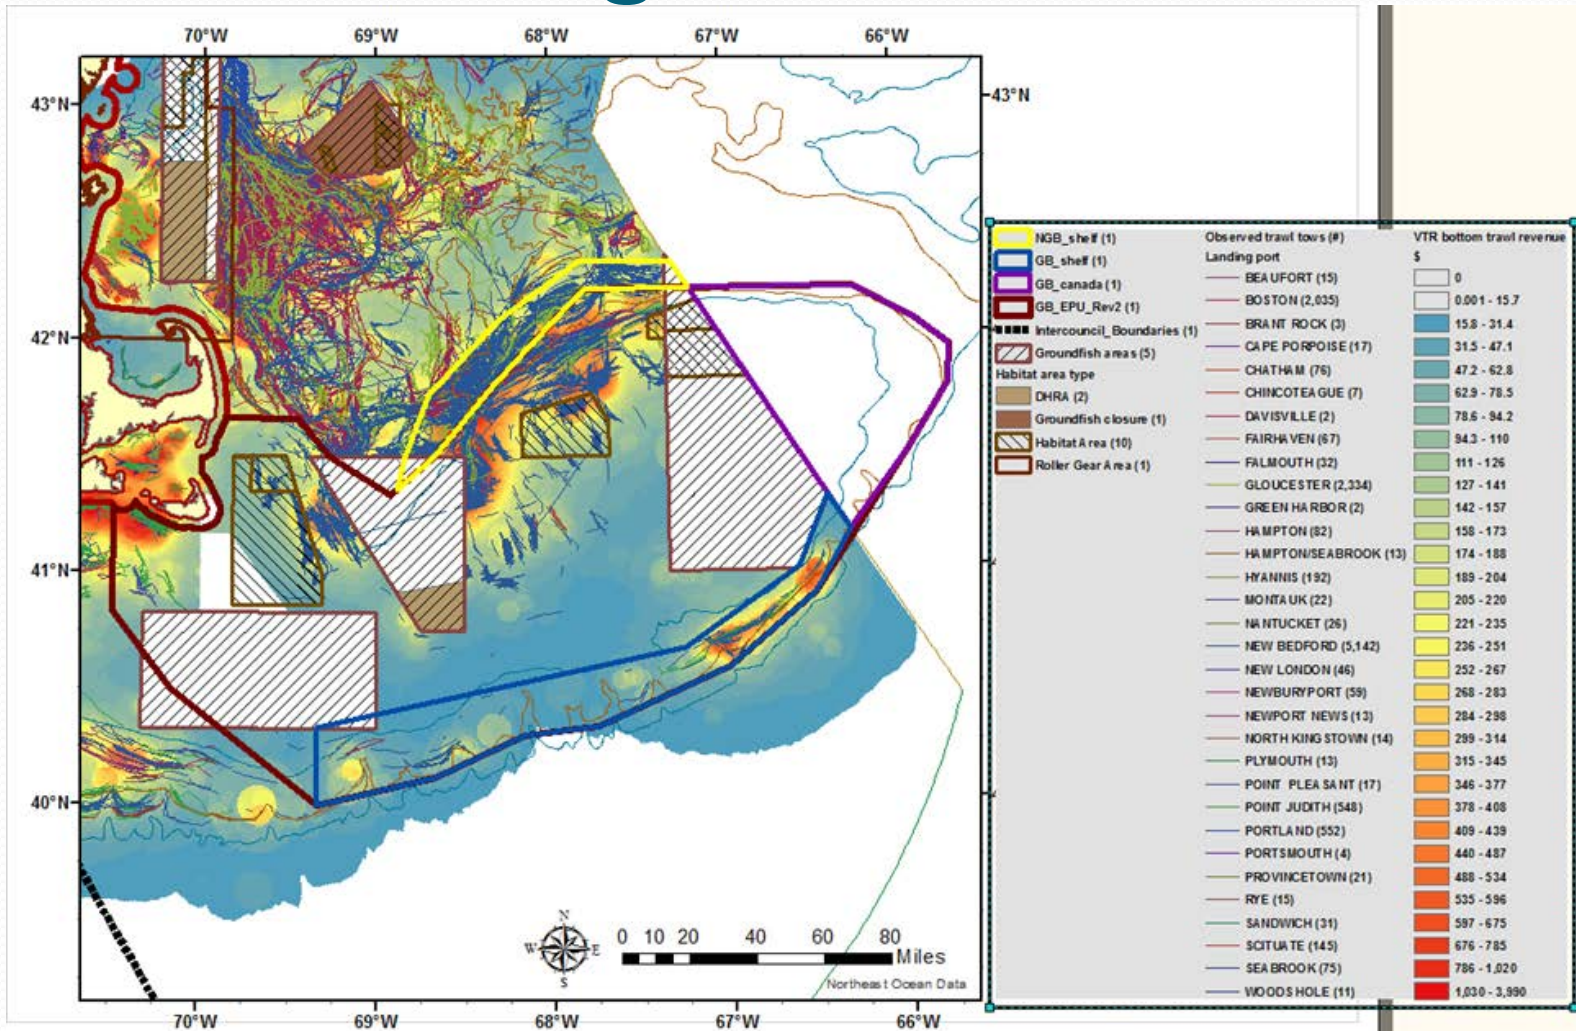 70°W 69°W 68°W 67°W 66°W
43°N
43°N
42°N
41°N
40°N
NGB_shelf (1)
GB_shelf (1)
GB_canada (1)
GB_EPU_Rev2 (1)
Intercouncil_Boundaries (1)
Groundfish areas (5)
Habitat area type
DHRA (2)
Groundfish closure (1)
Habitat Area (10)
Roller Gear Area (1)
Observed trawl tows (#)
Landing port
BEAUFORT (15)
BOSTON (2,035)
BRANT ROCK (3)
CAPE PORPOISE (17)
CHATHAM (76)
CHINCOTEAGUE (7)
DAVISVILLE (2)
FAIRHAVEN (67)
FALMOUTH (32)
GLOUCESTER (2,334)
GREEN HARBOR (2)
HAMPTON (82)
HAMPTON/SEABROOK (13)
HYANNIS (192)
MONTAUK (22)
NANTUCKET (26)
NEW BEDFORD (5,142)
NEW LONDON (46)
NEWBURYPORT (59)
NEWPORT NEWS (13)
NORTH KINGSTOWN (14)
PLYMOUTH (13)
POINT PLEASANT (17)
POINT JUDITH (548)
PORTLAND (552)
PORTSMOUTH (4)
PROVINCETOWN (21)
RYE (15)
SANDWICH (31)
SCITUATE (145)
SEABROOK (75)
WOODS HOLE (11)
VTR bottom trawl revenue
$
0
0.001 - 15.7
15.8 - 31.4
31.5 - 47.1
47.2 - 62.8
62.9 - 78.5
78.6 - 94.2
94.3 - 110
111 - 126
127 - 141
142 - 157
158 - 173
174 - 188
189 - 204
205 - 220
221 - 235
236 - 251
252 - 267
268 - 283
284 - 298
299 - 314
315 - 345
346 - 377
378 - 408
409 - 439
440 - 487
488 - 534
535 - 596
597 - 675
676 - 785
786 - 1,020
1,030 - 3,990
N
W E
S
0 10 20 40 60 80
Miles
Northeast Ocean Data
70°W 69°W 68°W 67°W 66°W